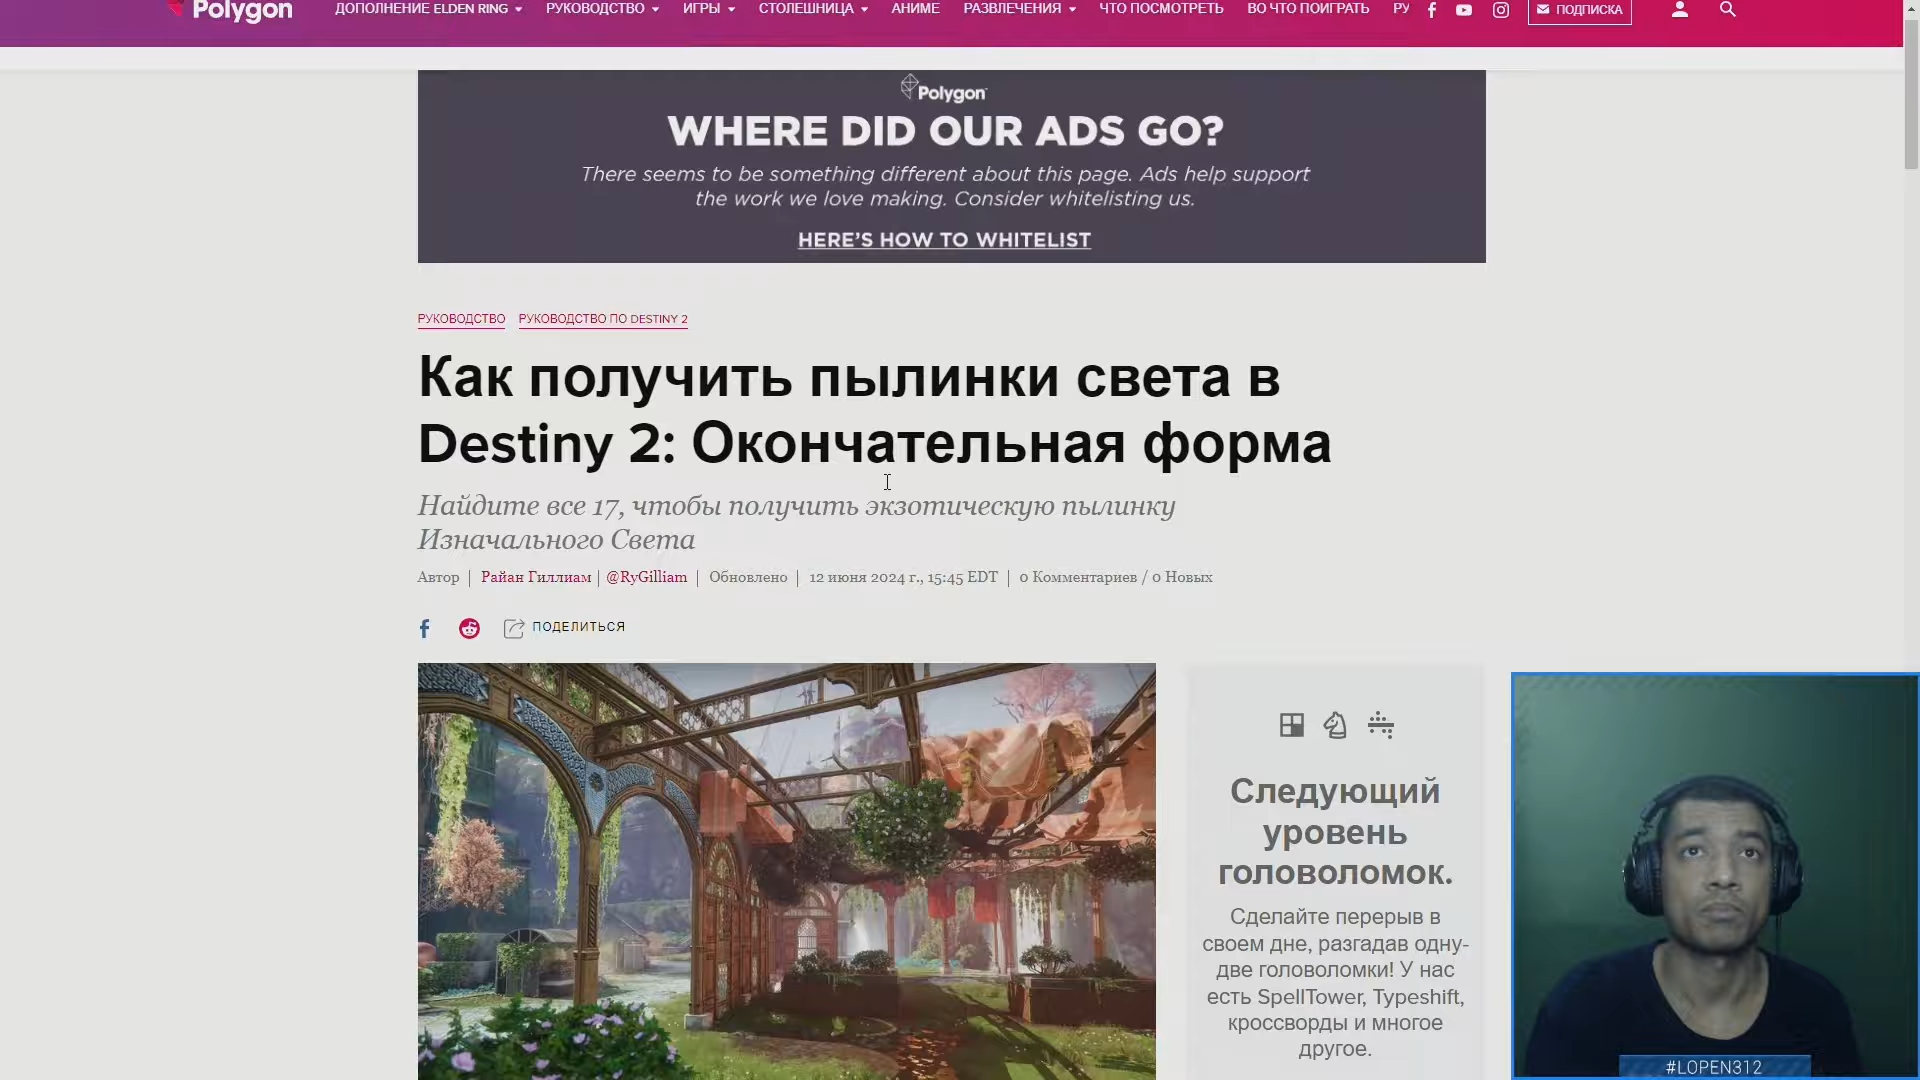 Polygon
ДОПОЛНЕНИЕ ELDEN RING
РУКОВОДСТВО
ИГРЫ
СТОЛЕШНИЦА
АНИМЕ
РАЗВЛЕЧЕНИЯ
ЧТО ПОСМОТРЕТЬ
ВО ЧТО ПОИГРАТЬ
РУ
ПОДПИСКА
Polygon
WHERE DID OUR ADS GO?
There seems to be something different about this page. Ads help support
the work we love making. Consider whitelisting us.
HERE'S HOW TO WHITELIST
РУКОВОДСТВО РУКОВОДСТВО ПО DESTINY 2
Как получить пылинки света в
Destiny 2: Окончательная форма
Найдите все 17, чтобы получить экзотическую пылинку
Изначального Света
Автор | Райан Гиллиам | @RyGilliam | Обновлено | 12 июня 2024 г., 15:45 EDT | 0 Комментариев / 0 Новых
ПОДЕЛИТЬСЯ
Следующий
уровень
головоломок.
Сделайте перерыв в
своем дне, разгадав одну-
две головоломки! У нас
есть SpellTower, Typeshift,
кроссворды и многое
другое.
#LOPEN312